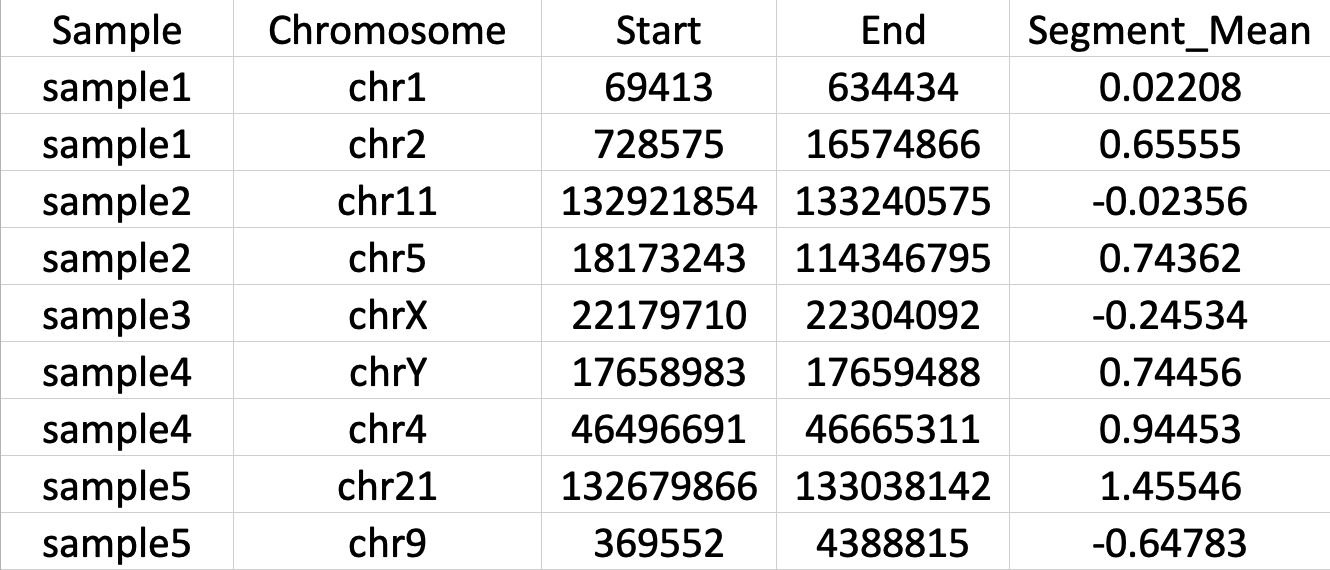 Sample Chromosome Start End Segment_Mean
sample1 chr1 69413 634434 0.02208
sample1 chr2 728575 16574866 0.65555
sample2 chr11 132921854 133240575 -0.02356
sample2 chr5 18173243 114346795 0.74362
sample3 chrX 22179710 22304092 -0.24534
sample4 chrY 17658983 17659488 0.74456
sample4 chr4 46496691 46665311 0.94453
sample5 chr21 132679866 133038142 1.45546
sample5 chr9 369552 4388815 -0.64783